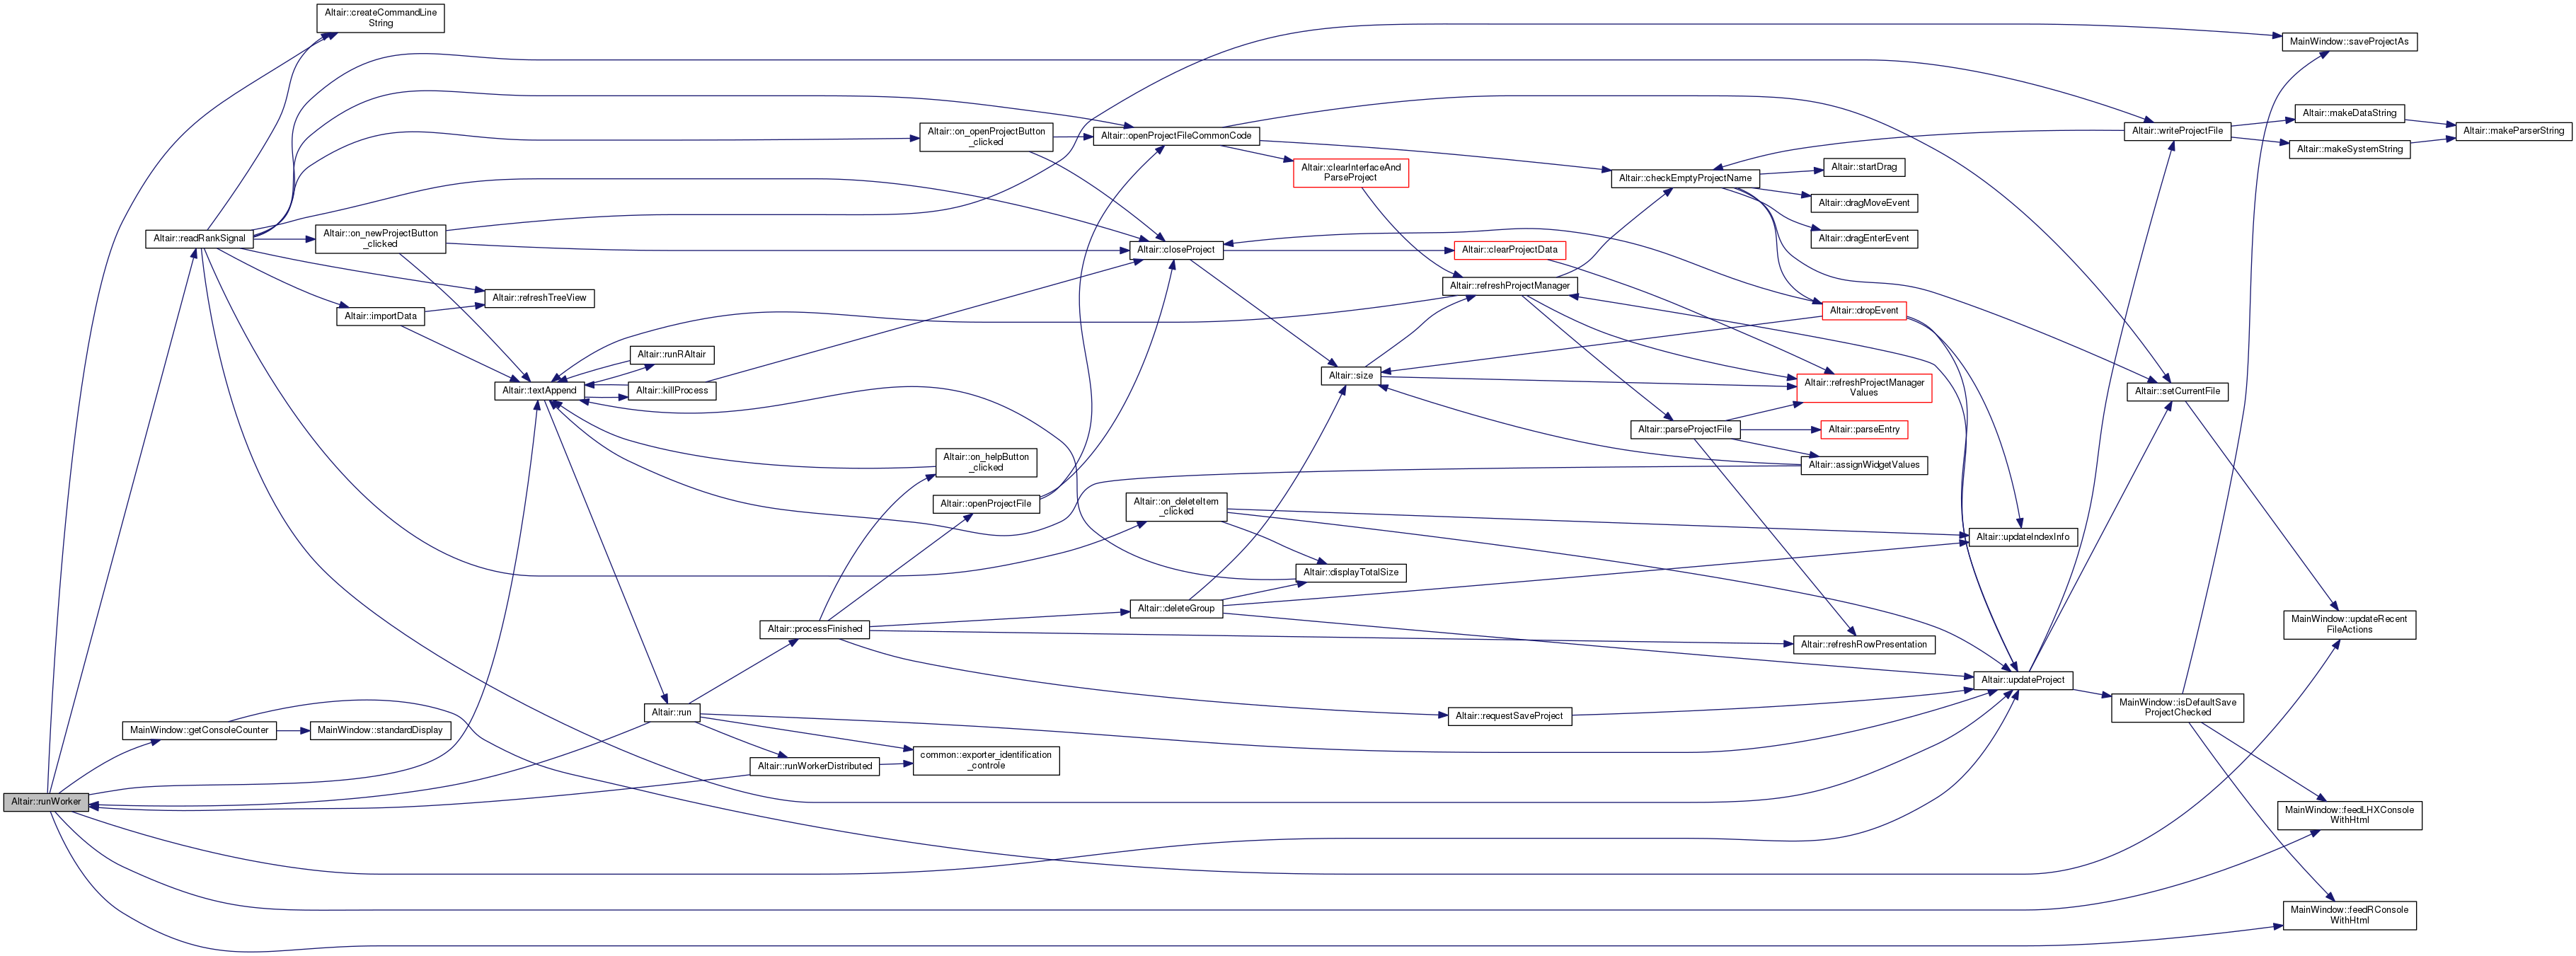 Altair::createCommandLine
String
MainWindow::saveProjectAs
Altair::makeDataString
Altair::writeProjectFile
Altair::makeParserString
Altair::on_openProjectButton
_clicked
Altair::openProjectFileCommonCode
Altair::makeSystemString
Altair::clearInterfaceAnd
ParseProject
Altair::startDrag
Altair::checkEmptyProjectName
Altair::dragMoveEvent
Altair::readRankSignal
Altair::on_newProjectButton
_clicked
Altair::dragEnterEvent
Altair::closeProject
Altair::clearProjectData
Altair::refreshProjectManager
Altair::refreshTreeView
Altair::importData
Altair::dropEvent
Altair::runRAltair
Altair::size
Altair::textAppend
Altair::killProcess
Altair::refreshProjectManager
Values
Altair::setCurrentFile
Altair::parseProjectFile
Altair::parseEntry
Altair::on_helpButton
_clicked
Altair::assignWidgetValues
Altair::openProjectFile
Altair::on_deleteItem
_clicked
Altair::updateIndexInfo
Altair::displayTotalSize
Altair::deleteGroup
Altair::processFinished
MainWindow::updateRecent
FileActions
Altair::refreshRowPresentation
Altair::updateProject
Altair::run
Altair::requestSaveProject
MainWindow::isDefaultSave
ProjectChecked
MainWindow::getConsoleCounter
MainWindow::standardDisplay
common::exporter_identification
_controle
Altair::runWorkerDistributed
Altair::runWorker
MainWindow::feedLHXConsole
WithHtml
MainWindow::feedRConsole
WithHtml